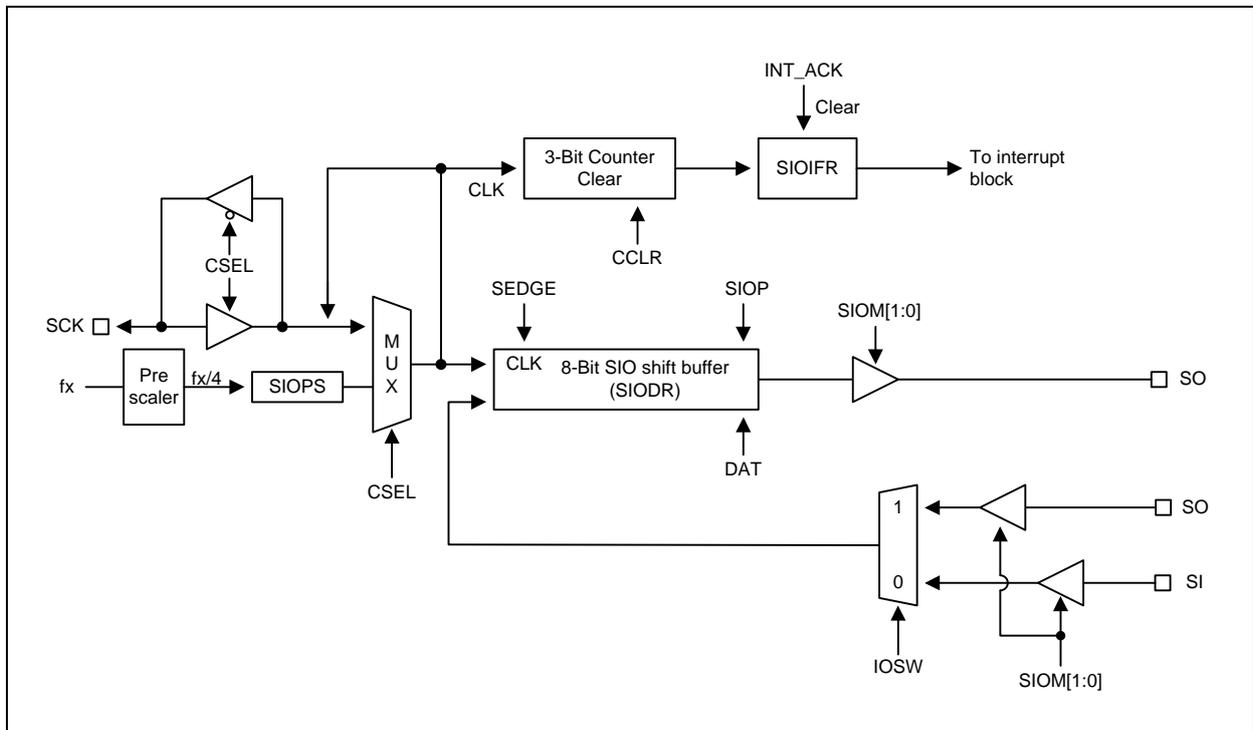 INT_ACK
Clear
3-Bit Counter
Clear
SIOIFR
To interrupt
block
CLK
CCLR
CSEL
SEDGE
SIOP
SIOM[1:0]
SCK
M
U
X
CLK
8-Bit SIO shift buffer
(SIODR)
SO
fx
Pre
scaler
fx/4
SIOPS
DAT
CSEL
1
SO
0
SI
IOSW
SIOM[1:0]